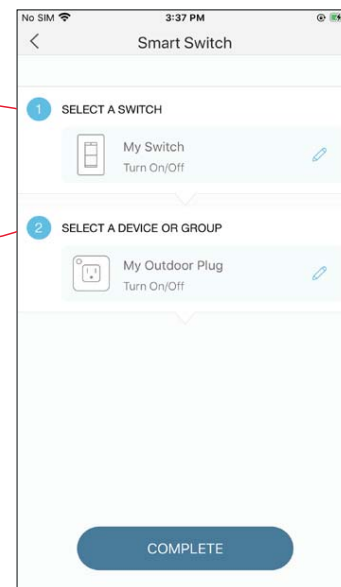 No SIM 3:37 PM
Smart Switch
1 SELECT A SWITCH
My Switch
Turn On/Off
2 SELECT A DEVICE OR GROUP
My Outdoor Plug
Turn On/Off
COMPLETE